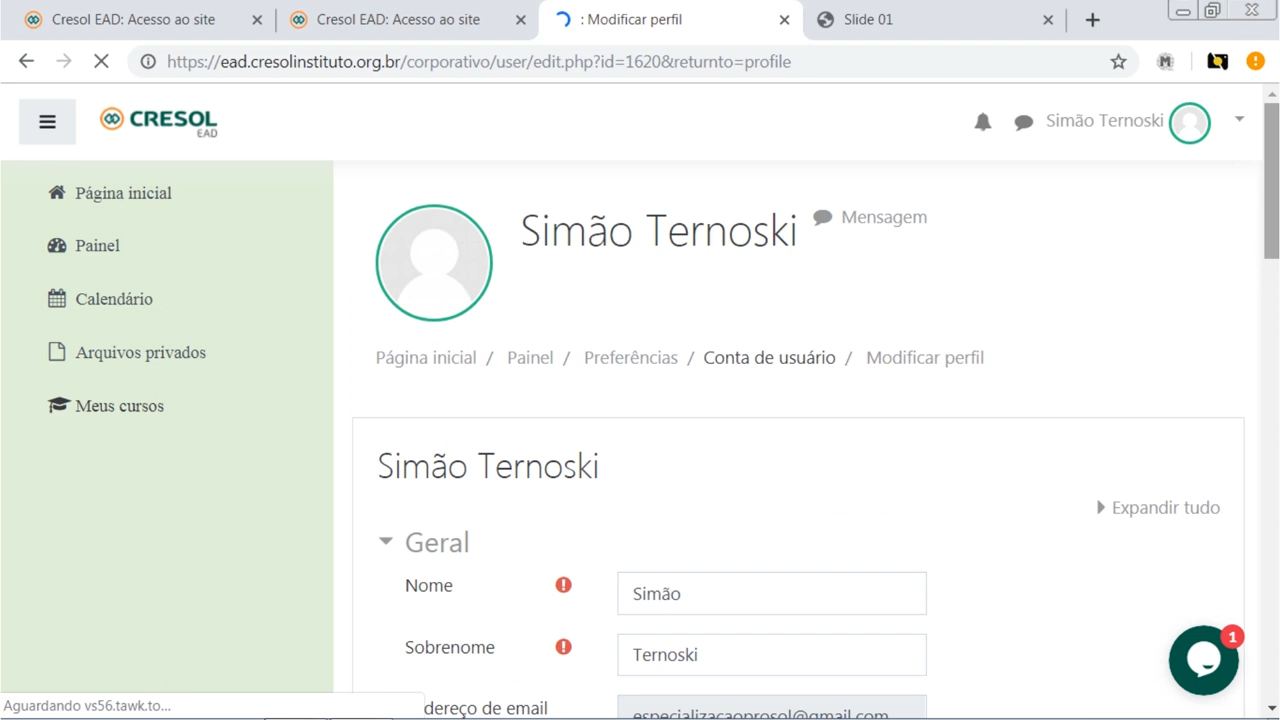 Cresol EAD: Acesso ao site
Cresol EAD: Acesso ao site
: Modificar perfil
Slide 01
https://ead.cresolinstituto.org.br/corporativo/user/edit.php?id=1620&returnto=profile
CRESOL
EAD
Simão Ternoski
Página inicial
Painel
Calendário
Arquivos privados
Meus cursos
Simão Ternoski
Mensagem
Página inicial / Painel / Preferências / Conta de usuário / Modificar perfil
Simão Ternoski
Expandir tudo
Geral
Nome
Simão
Sobrenome
Ternoski
1
dereço de email
especializacaoprosol@gmail.com
Aguardando vs56.tawk.to...